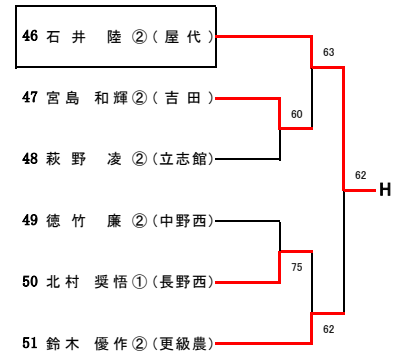 46 石井 陸 ②(屋代)
63
47 宮島 和輝 ②(吉田)
60
48 萩野 凌 ②(立志館)
62
H
49 徳竹 廉 ②(中野西)
75
50 北村 奨悟 ①(長野西)
62
51 鈴木 優作 ②(更級農)